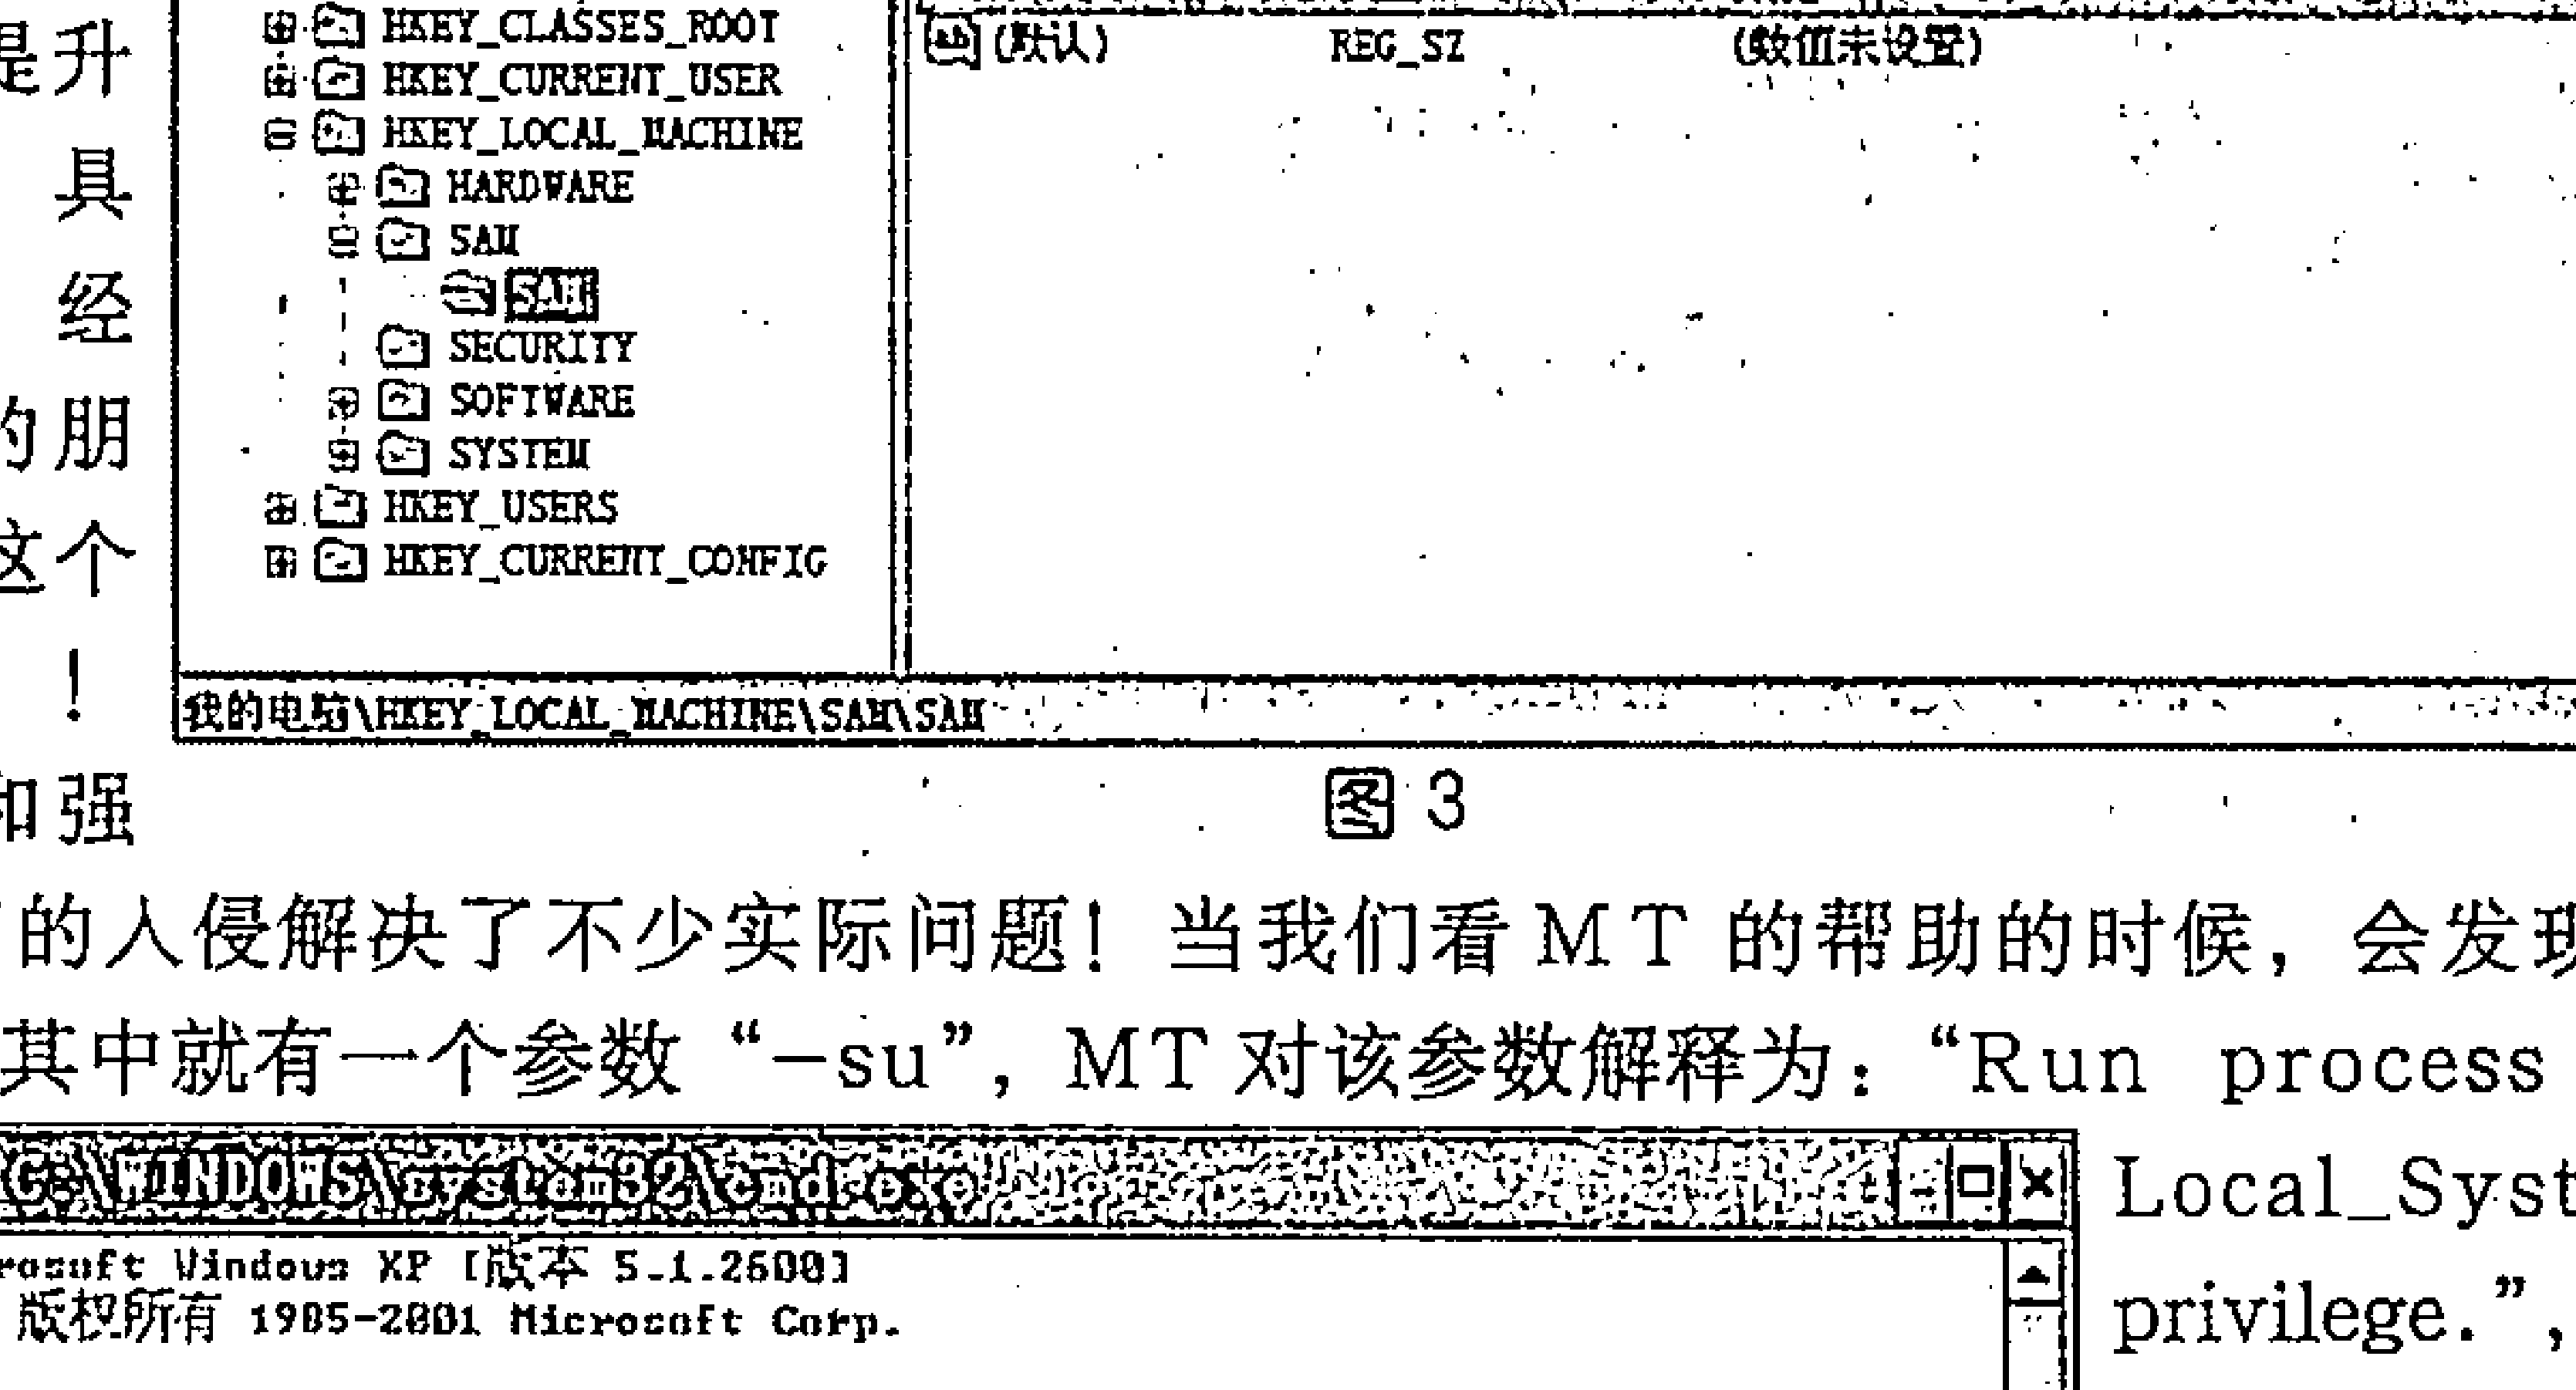 HKEY_CLASSES_ROOT
HKEY_CURRENT_USER
HKEY_LOCAL_MACHINE
HARDWARE
SAM
SAM
SECURITY
SOFTWARE
SYSTEM
HKEY_USERS
HKEY_CURRENT_CONFIG
(默认) REG_SZ (数值未设置)
我的电脑\HKEY_LOCAL_MACHINE\SAM\SAM
升
具
经
的朋
这个
！
和强
图 3
的人侵解决了不少实际问题！当我们看 MT 的帮助的时候，会发现
其中就有一个参数“-su”，MT 对该参数解释为：“Run process
C:\WINDOWS\system32\cmd.exe
rosoft Windows XP [版本 5.1.2600]
版权所有 1985-2001 Microsoft Corp.
Local_Syst
privilege.”，